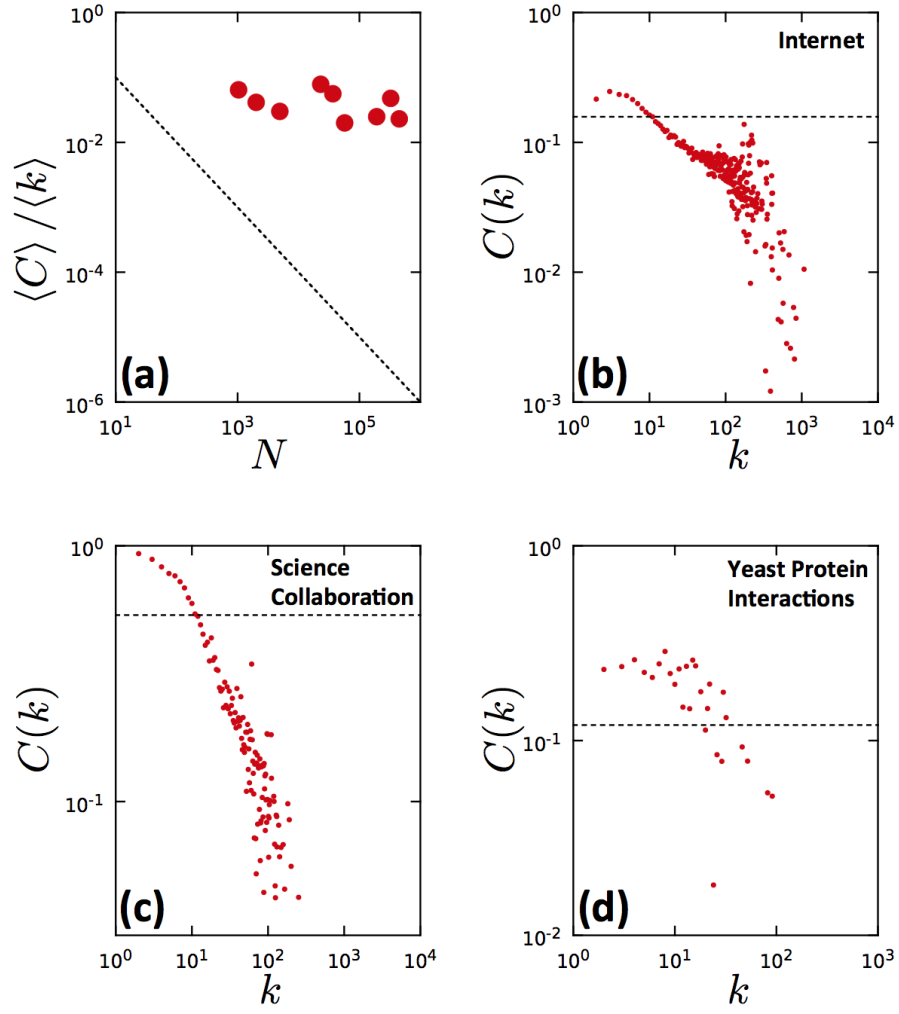 10^0
10^-2
10^-4
10^-6
⟨C⟩ / ⟨k⟩
(a)
10^1
10^3
10^5
N
10^0
10^-1
10^-2
10^-3
C(k)
Internet
(b)
10^0
10^1
10^2
10^3
10^4
k
10^0
10^-1
C(k)
Science
Collaboration
(c)
10^0
10^1
10^2
10^3
10^4
k
10^0
10^-1
10^-2
C(k)
Yeast Protein
Interactions
(d)
10^0
10^1
10^2
10^3
k